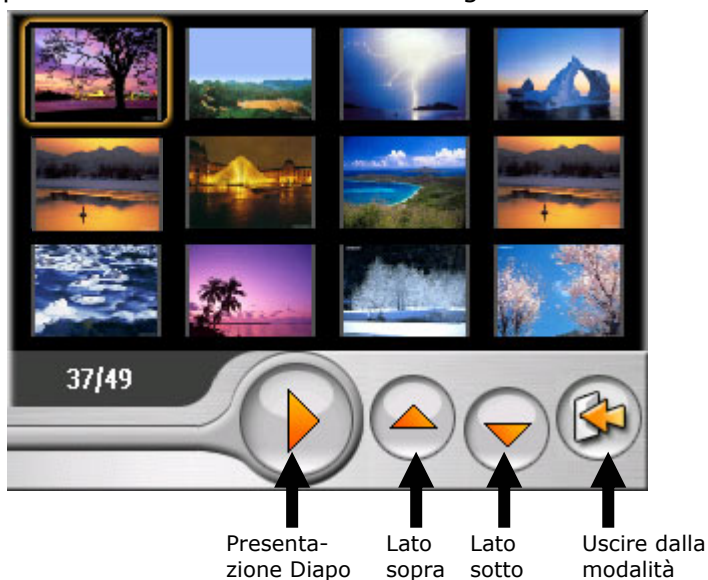 37/49
Presenta-
zione Diapo
Lato
sopra
Lato
sotto
Uscire dalla
modalità